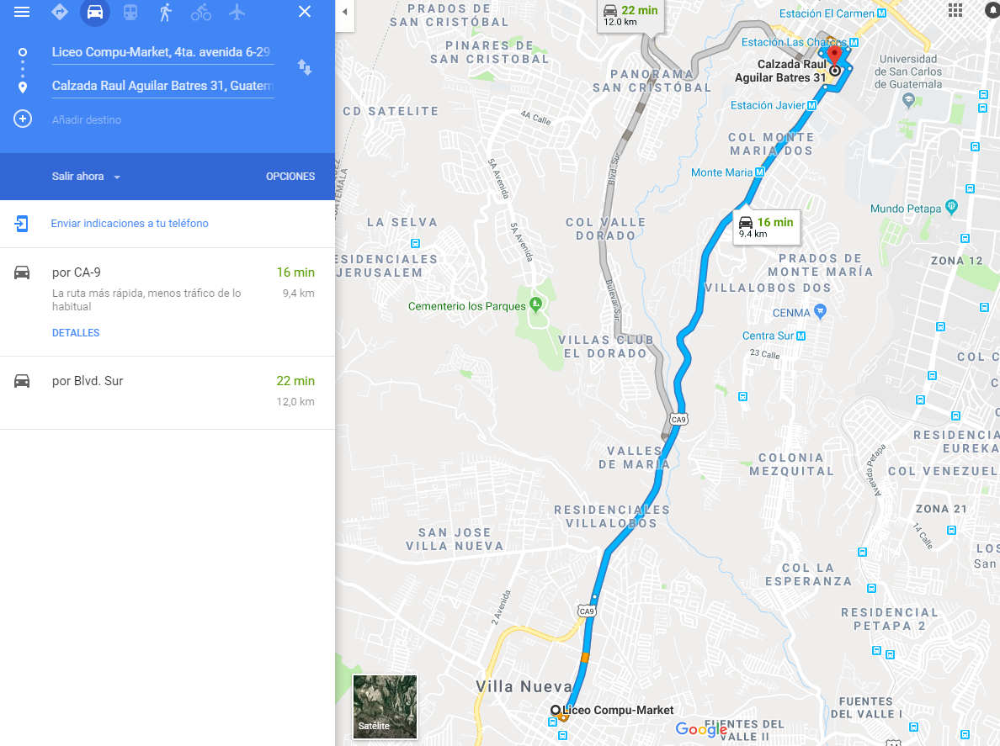 Liceo Compu-Market, 4ta. avenida 6-29
Calzada Raul Aguilar Batres 31, Guatem
Añadir destino
Salir ahora
OPCIONES
Enviar indicaciones a tu teléfono
por CA-9
16 min
La ruta más rápida, menos tráfico de lo
habitual
9,4 km
DETALLES
por Blvd. Sur
22 min
12,0 km
PRADOS DE
SAN CRISTOBAL
22 min
12.0 km
Estación El Carmen M
PINARES DE
SAN CRISTOBAL
Estación Las Charcas M
PANORAMA
SAN CRISTÓBAL
Calzada Raul
Aguilar Batres 31
Universidad
de San Carlos
de Guatemala
CD SATELITE
4A Calle
Estación Javier M
COL MONTE
MARIA DOS
5A Avenida
Blvd. Sur
Monte Maria M
GUATEMALA
LA SELVA
COL VALLE
DORADO
16 min
9.4 km
Mundo Petapa
5A Avenida
ESIDENCIALES
JERUSALEM
PRADOS DE
MONTE MARÍA
ZONA 12
VILLALOBOS DOS
Bulevar Sur
Cementerio los Parques
CENMA
VILLAS CLUB
EL DORADO
Centra Sur M
23 Calle
COL C
CA9
VALLES
DE MARÍA
COLONIA
MEZQUITAL
RESIDENCIA
EUREKA
Avenida Petapa
COL VENEZUEL
RESIDENCIALES
VILLALOBOS
ZONA 21
SAN JOSE
VILLA NUEVA
14 Calle
LOS
San
COL LA
ESPERANZA
2 Avenida
CA9
RESIDENCIAL
PETAPA 2
Villa Nueva
Liceo Compu-Market
FUENTES
DEL VALLE I
Satélite
Google
FUENTES DEL
VALLE II